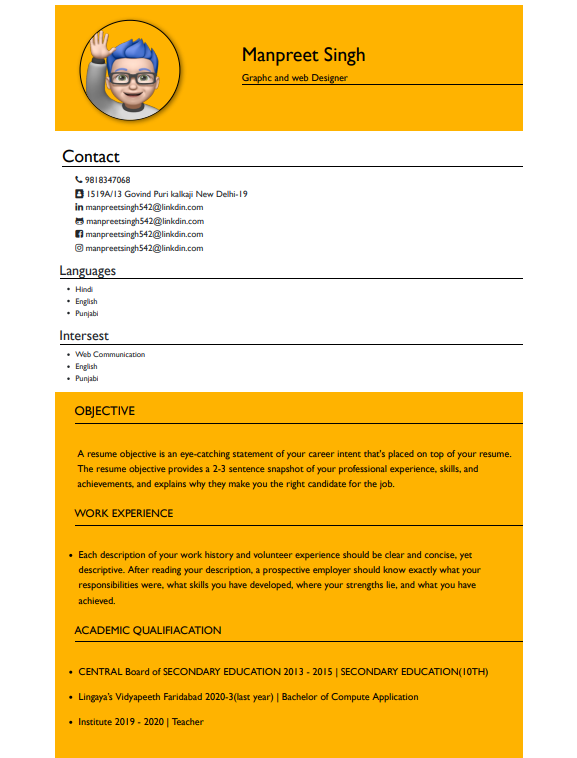 Manpreet Singh
Graphc and web Designer
Contact
9818347068
1519A/13 Govind Puri kalkaji New Delhi-19
manpreetsingh542@linkdin.com
manpreetsingh542@linkdin.com
manpreetsingh542@linkdin.com
manpreetsingh542@linkdin.com
Languages
Hindi
English
Punjabi
Intersest
Web Communication
English
Punjabi
OBJECTIVE
A resume objective is an eye-catching statement of your career intent that's placed on top of your resume.
The resume objective provides a 2-3 sentence snapshot of your professional experience, skills, and
achievements, and explains why they make you the right candidate for the job.
WORK EXPERIENCE
Each description of your work history and volunteer experience should be clear and concise, yet
descriptive. After reading your description, a prospective employer should know exactly what your
responsibilities were, what skills you have developed, where your strengths lie, and what you have
achieved.
ACADEMIC QUALIFIACATION
CENTRAL Board of SECONDARY EDUCATION 2013 - 2015 | SECONDARY EDUCATION(10TH)
Lingaya's Vidyapeeth Faridabad 2020-3(last year) | Bachelor of Compute Application
Institute 2019 - 2020 | Teacher